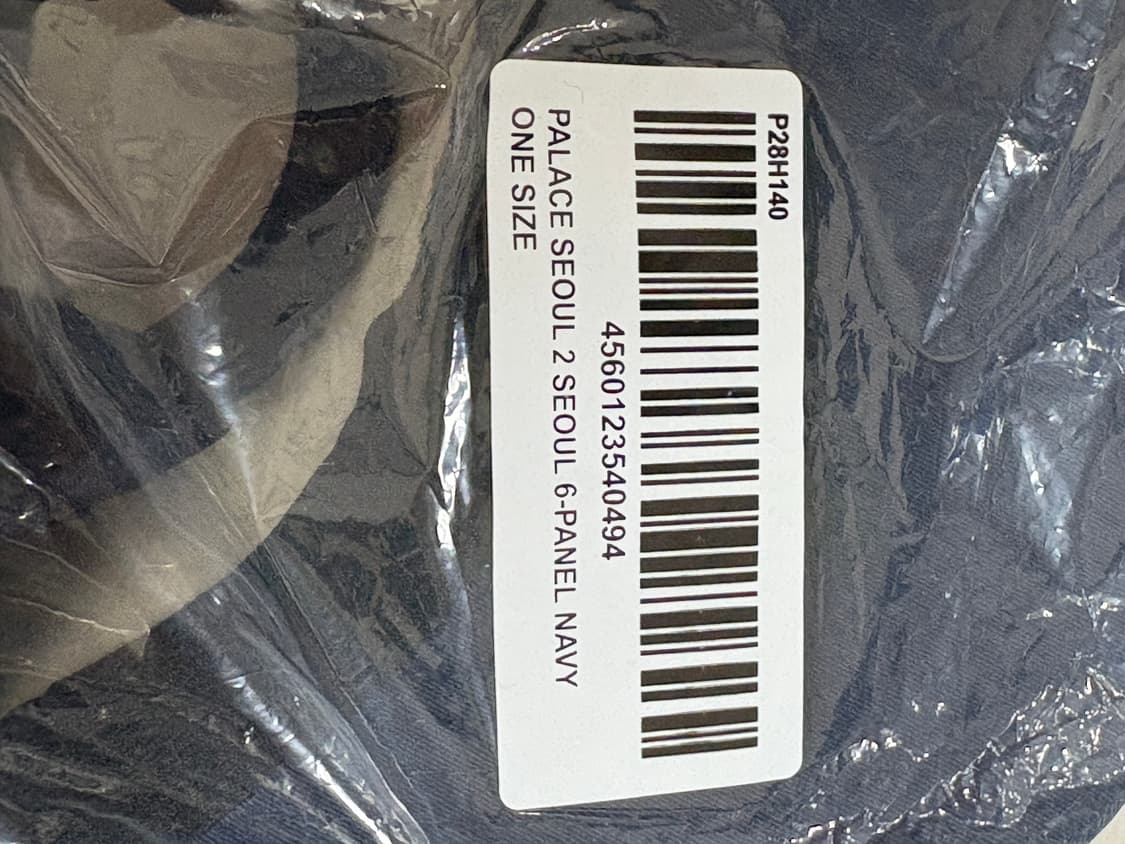 P28H140
4560123540494
PALACE SEOUL 2 SEOUL 6-PANEL NAVY
ONE SIZE